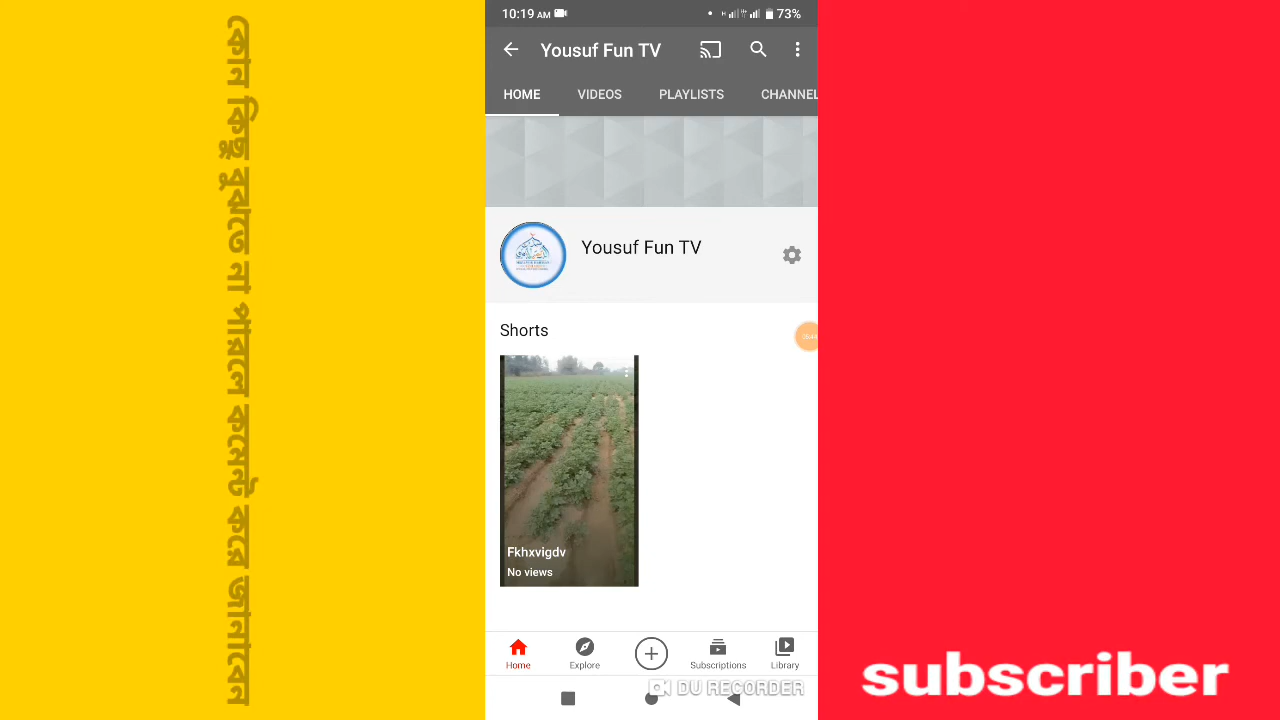 কোন কিছু বুঝতে না পারলে কমেন্ট করে জানাবেন
10:19 AM
73%
Yousuf Fun TV
HOME
VIDEOS
PLAYLISTS
CHANNEL
Yousuf Fun TV
Shorts
Fkhxvigdv
No views
Home
Explore
Subscriptions
Library
DU RECORDER
subscriber